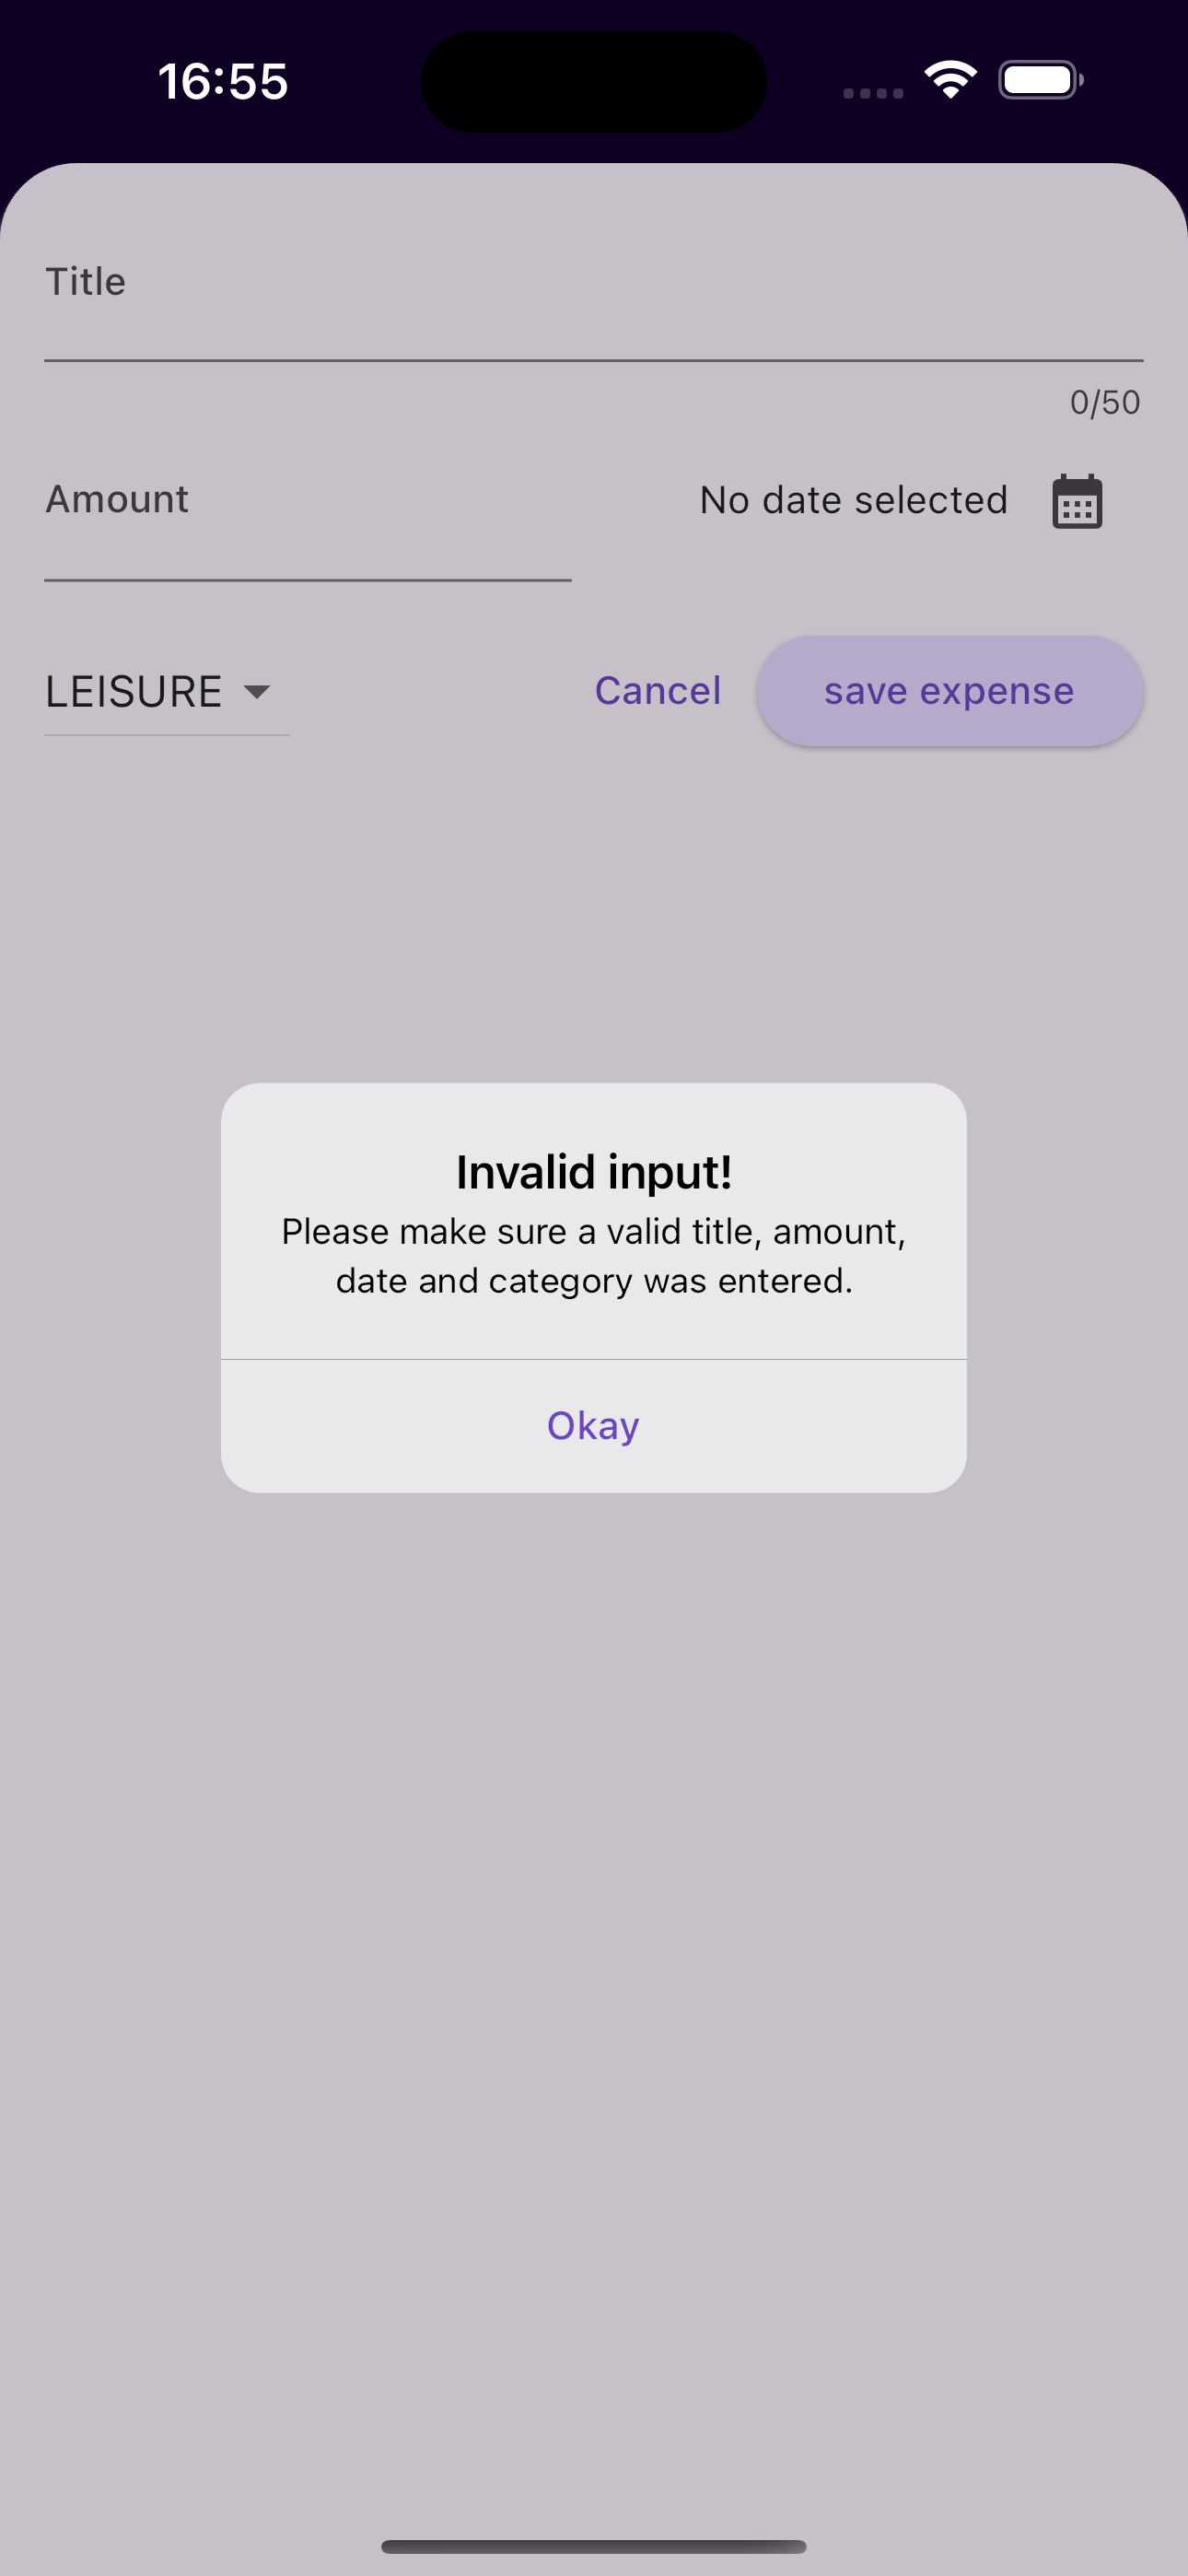 16:55
Title
0/50
Amount
No date selected
LEISURE
Cancel
save expense
Invalid input!
Please make sure a valid title, amount,
date and category was entered.
Okay